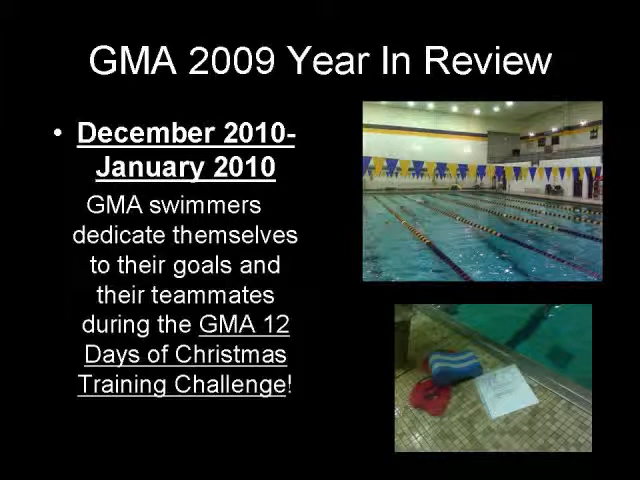 GMA 2009 Year In Review
• December 2010-
January 2010
GMA swimmers
dedicate themselves
to their goals and
their teammates
during the GMA 12
Days of Christmas
Training Challenge!